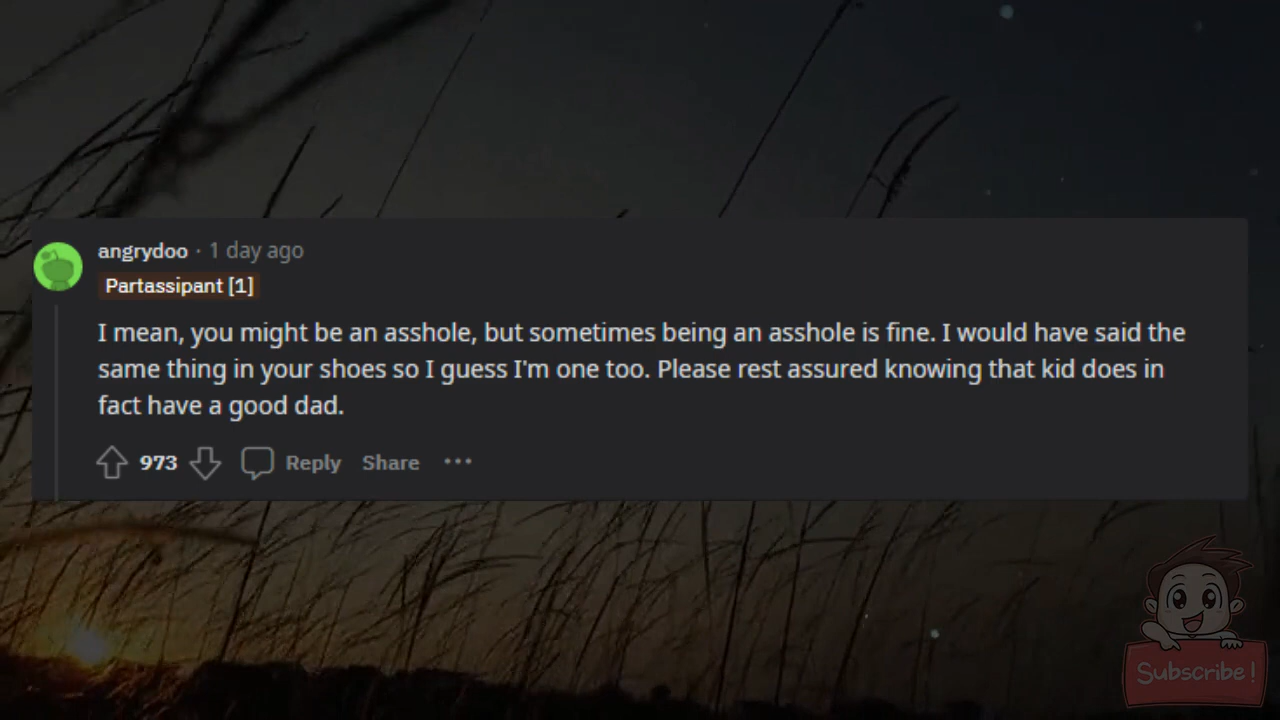 angrydoo · 1 day ago
Partassipant [1]
I mean, you might be an asshole, but sometimes being an asshole is fine. I would have said the
same thing in your shoes so I guess I'm one too. Please rest assured knowing that kid does in
fact have a good dad.
973 Reply Share ···
Subscribe!